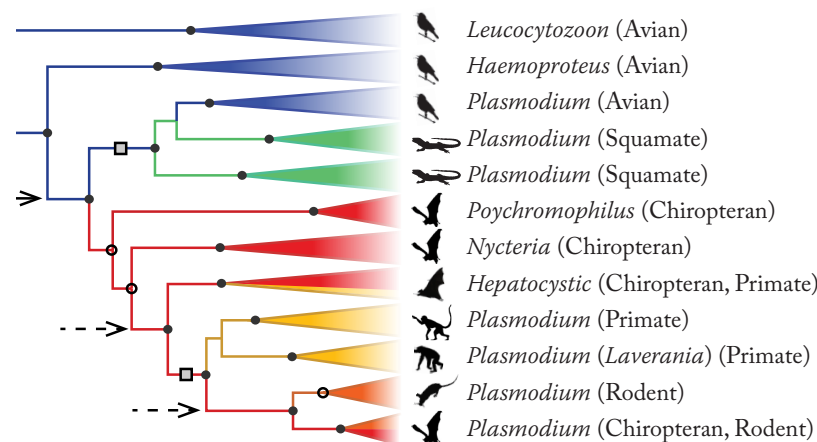 Leucocytozoon (Avian)
Haemoproteus (Avian)
Plasmodium (Avian)
Plasmodium (Squamate)
Plasmodium (Squamate)
Poychromophilus (Chiropteran)
Nycteria (Chiropteran)
Hepatocystic (Chiropteran, Primate)
Plasmodium (Primate)
Plasmodium (Laverania) (Primate)
Plasmodium (Rodent)
Plasmodium (Chiropteran, Rodent)